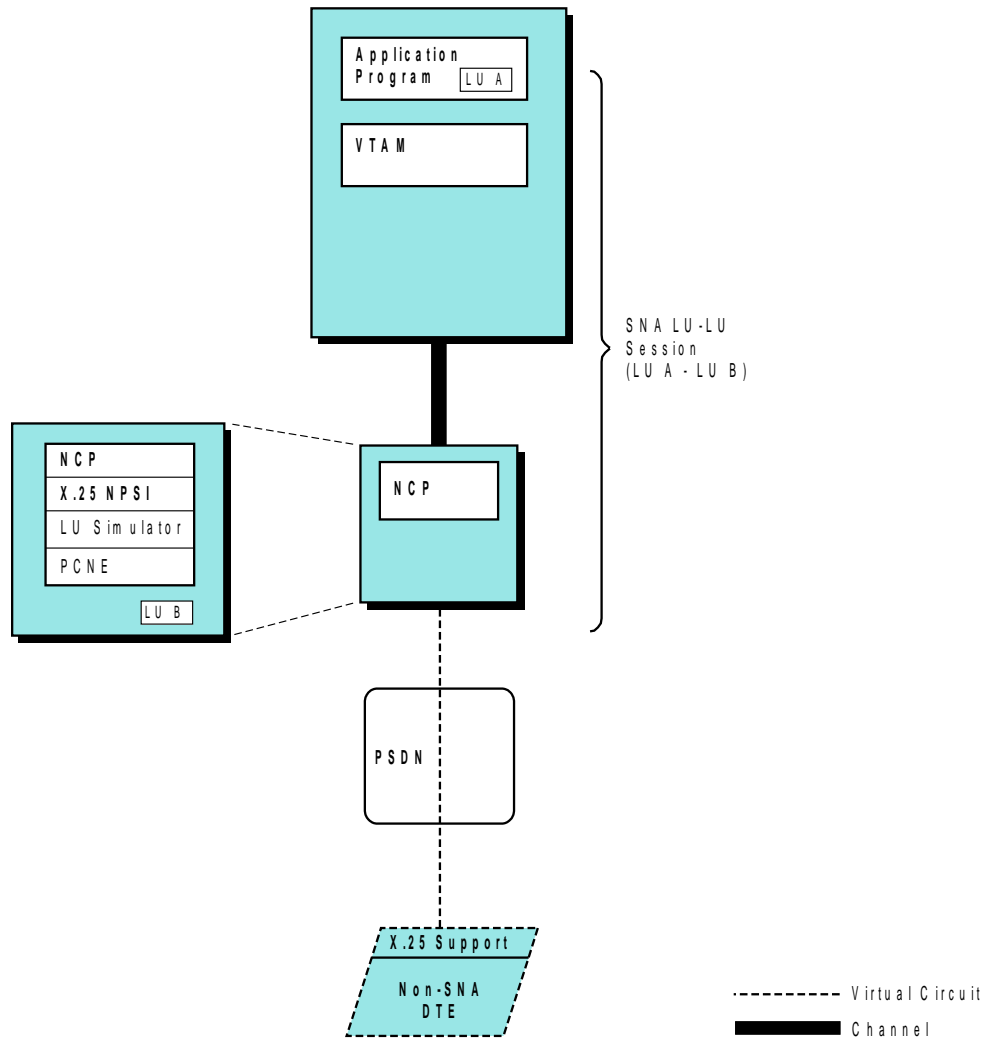 Application
Program
LU A
VTAM
SNA LU-LU
Session
(LU A - LU B)
NCP
X.25 NPSI
LU Simulator
PCNE
LU B
NCP
PSDN
X.25 Support
Non-SNA
DTE
Virtual Circuit
Channel